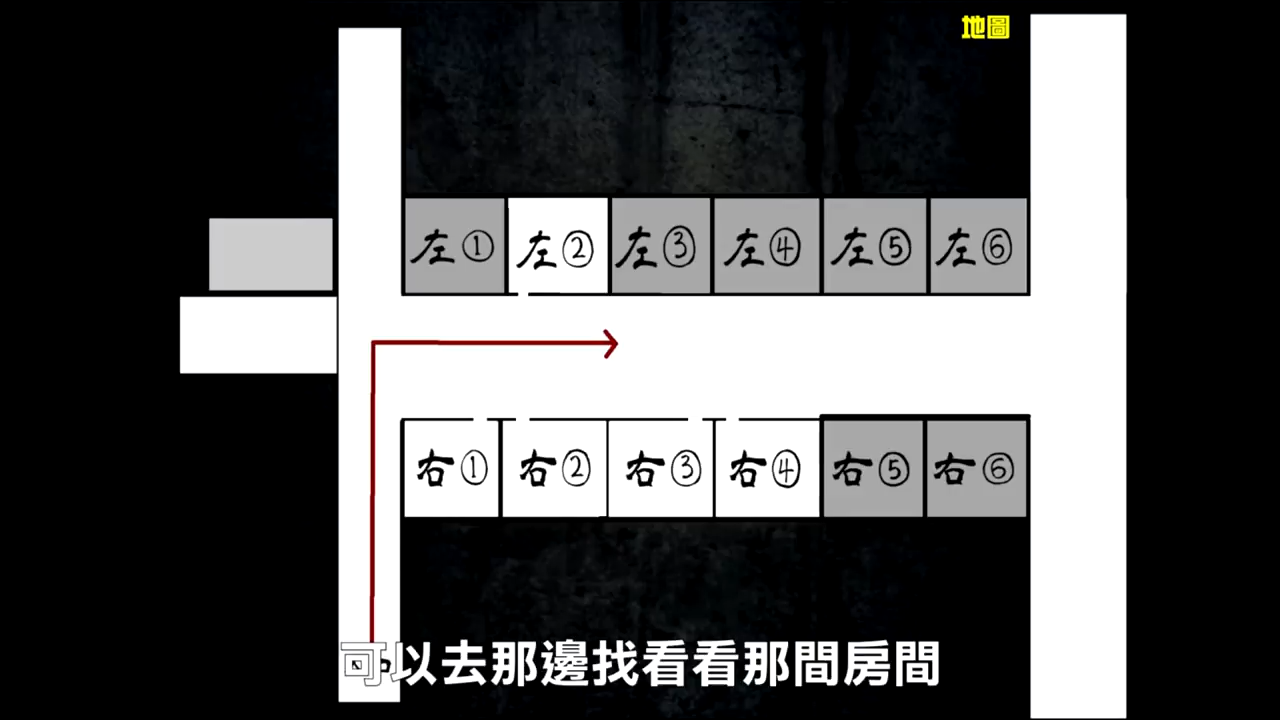 地圖
左① 左② 左③ 左④ 左⑤ 左⑥
右① 右② 右③ 右④ 右⑤ 右⑥
可以去那邊找看看那間房間